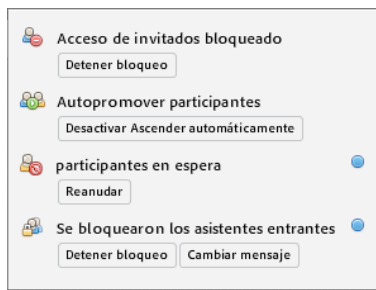 Acceso de invitados bloqueado
Detener bloqueo
Autopromover participantes
Desactivar Ascender automáticamente
participantes en espera
Reanudar
Se bloquearon los asistentes entrantes
Detener bloqueo Cambiar mensaje